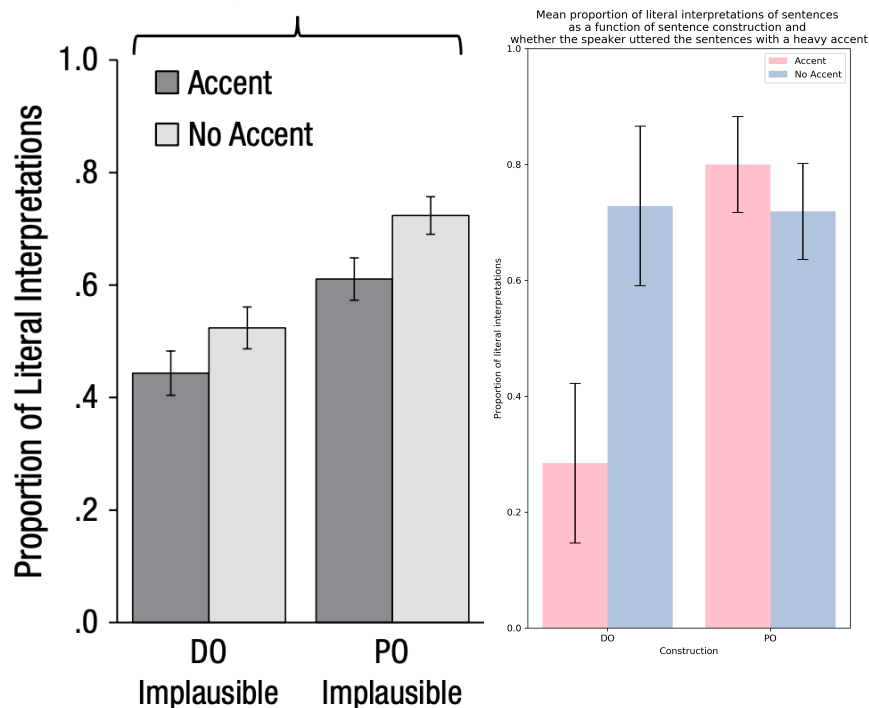 1.0
.8
.6
.4
.2
.0
Proportion of Literal Interpretations
Accent
No Accent
DO
Implausible
PO
Implausible
Mean proportion of literal interpretations of sentences
as a function of sentence construction and
whether the speaker uttered the sentences with a heavy accent
1.0
0.8
0.6
0.4
0.2
0.0
Proportion of literal interpretations
Accent
No Accent
DO
PO
Construction